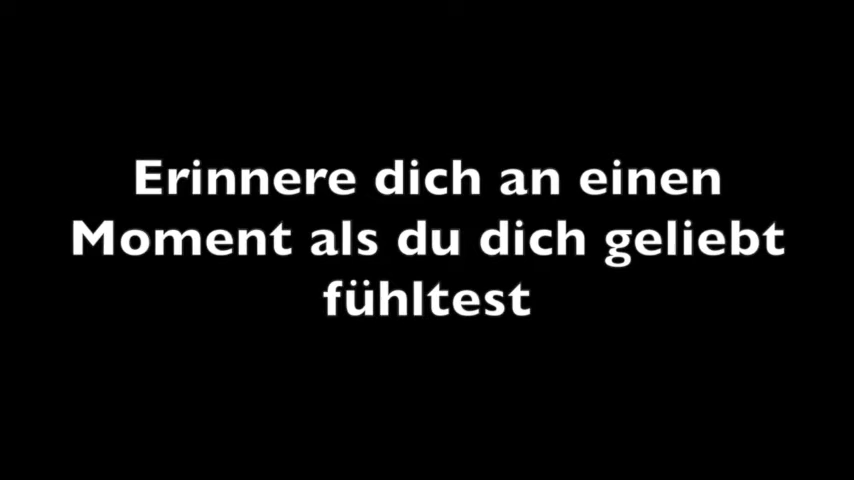 Erinnere dich an einen
Moment als du dich geliebt
fühltest